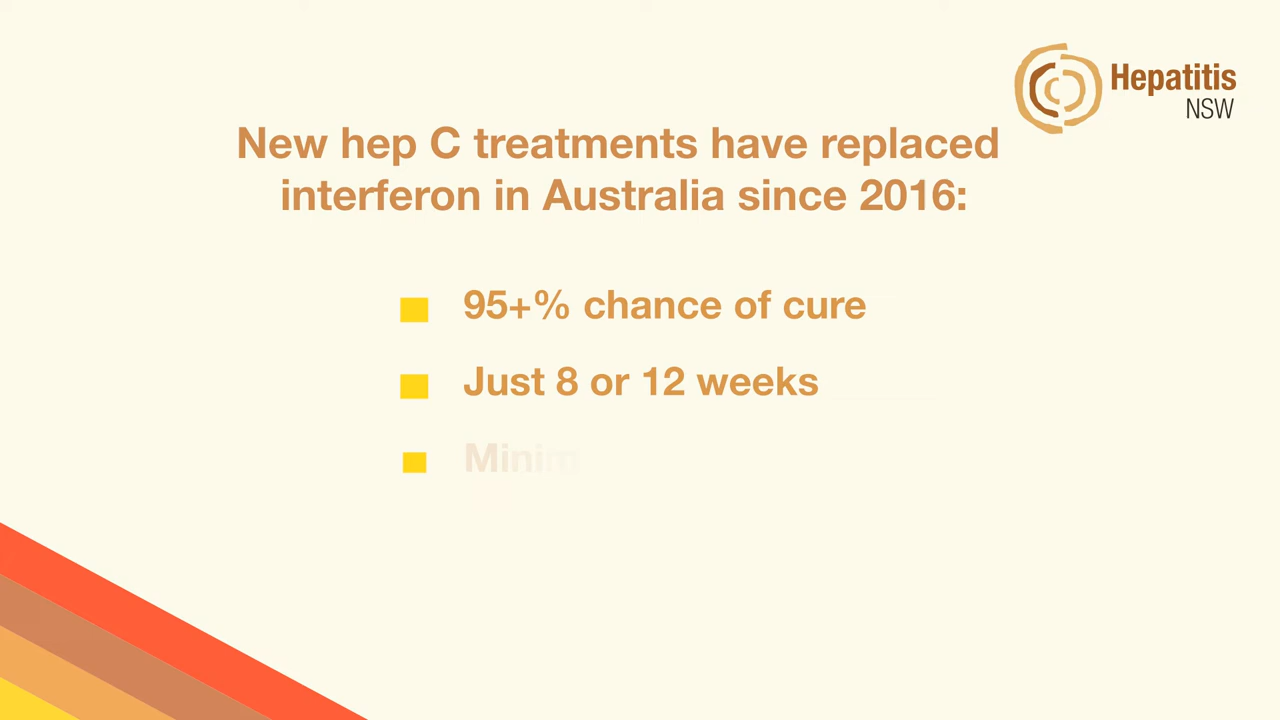 Hepatitis
NSW
New hep C treatments have replaced
interferon in Australia since 2016:
95+% chance of cure
Just 8 or 12 weeks